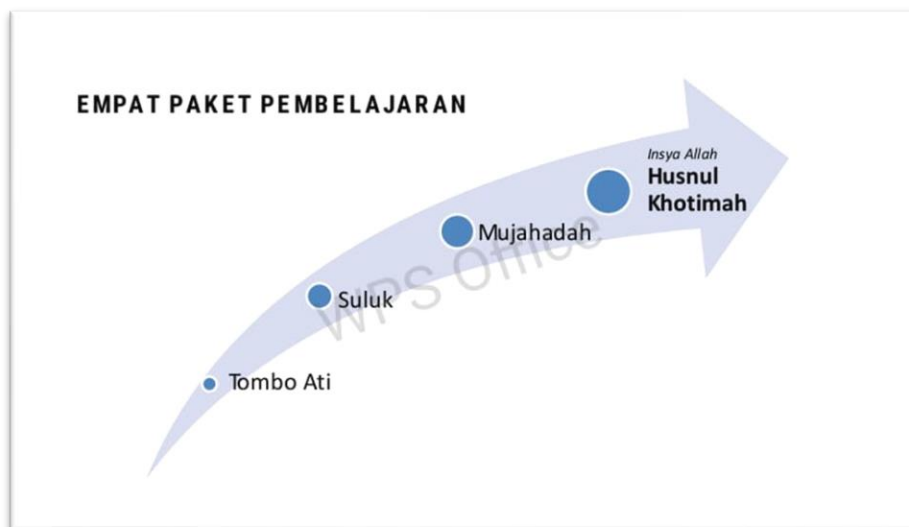 EMPAT PAKET PEMBELAJARAN
Insya Allah
Husnul
Khotimah
Mujahadah
Suluk
Tombo Ati
WPS Office